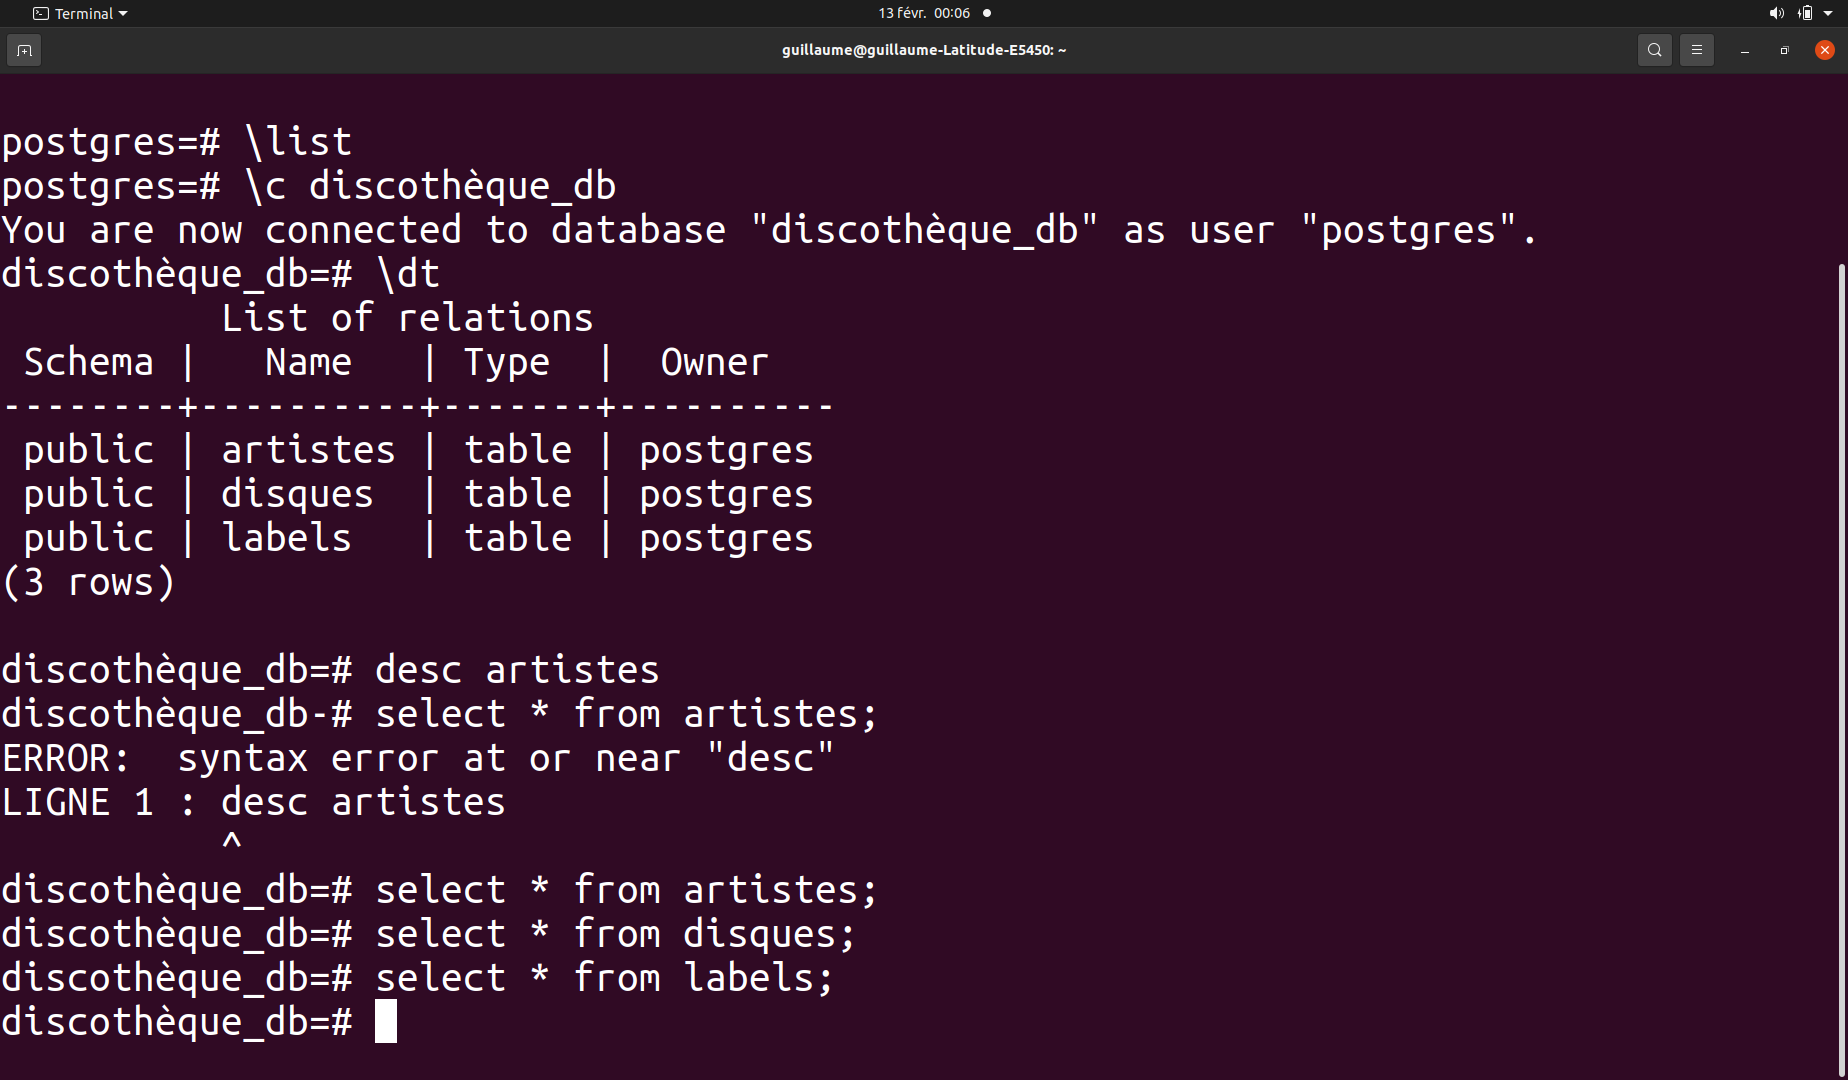 Terminal
13 févr. 00:06
guillaume@guillaume-Latitude-E5450: ~
postgres=# \list
postgres=# \c discothèque_db
You are now connected to database "discothèque_db" as user "postgres".
discothèque_db=# \dt
List of relations
Schema | Name | Type | Owner
--------+----------+-------+----------
public | artistes | table | postgres
public | disques | table | postgres
public | labels | table | postgres
(3 rows)
discothèque_db=# desc artistes
discothèque_db-# select * from artistes;
ERROR:  syntax error at or near "desc"
LIGNE 1 : desc artistes
^
discothèque_db=# select * from artistes;
discothèque_db=# select * from disques;
discothèque_db=# select * from labels;
discothèque_db=#